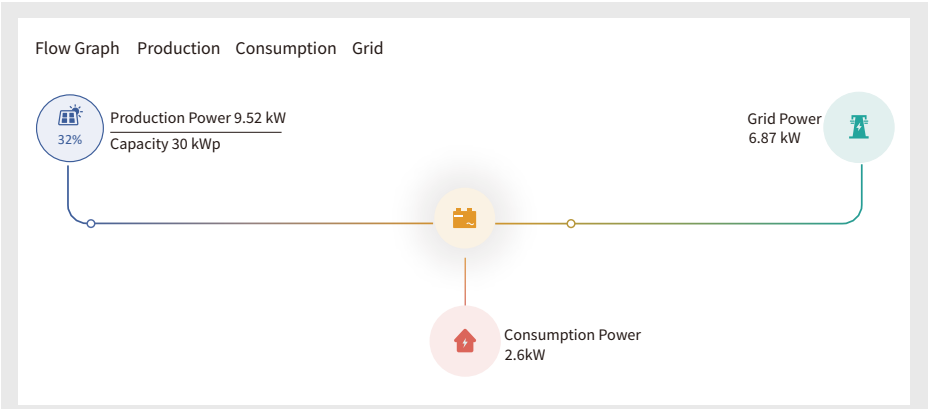 Flow Graph Production Consumption Grid
32%
Production Power 9.52 kW
Capacity 30 kWp
Grid Power
6.87 kW
Consumption Power
2.6kW